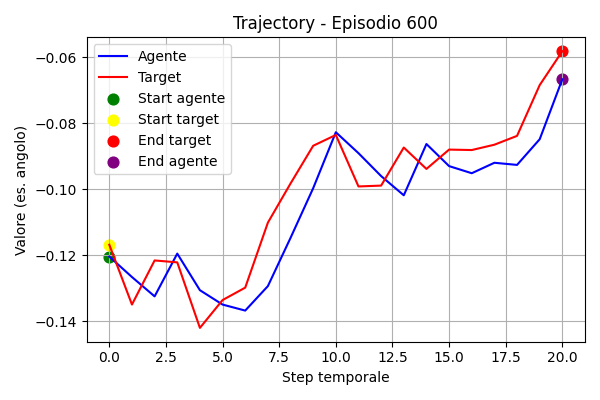 Trajectory - Episodio 600
Agente
Target
Start agente
Start target
End target
End agente
Valore (es. angolo)
−0.06
−0.08
−0.10
−0.12
−0.14
0.0 2.5 5.0 7.5 10.0 12.5 15.0 17.5 20.0
Step temporale